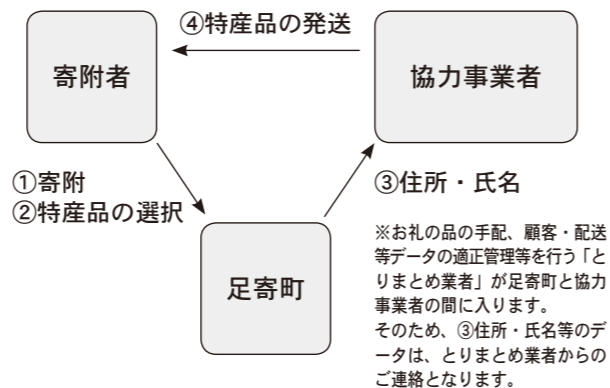 ④特産品の発送
寄附者
協力事業者
①寄附
②特産品の選択
③住所・氏名
足寄町
※お礼の品の手配、顧客・配送
等データの適正管理等を行う「と
りまとめ業者」が足寄町と協力
事業者の間に入ります。
そのため、③住所・氏名等のデ
ータは、とりまとめ業者からの
ご連絡となります。